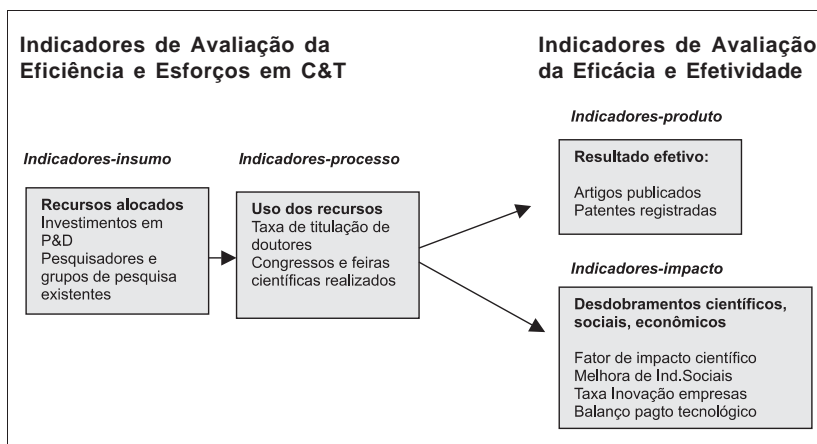 Indicadores de Avaliação da
Eficiência e Esforços em C&T
Indicadores de Avaliação
da Eficácia e Efetividade
Indicadores-insumo
Recursos alocados
Investimentos em
P&D
Pesquisadores e
grupos de pesquisa
existentes
Indicadores-processo
Uso dos recursos
Taxa de titulação de
doutores
Congressos e feiras
científicas realizados
Indicadores-produto
Resultado efetivo:
Artigos publicados
Patentes registradas
Indicadores-impacto
Desdobramentos científicos,
sociais, econômicos
Fator de impacto científico
Melhora de Ind.Sociais
Taxa Inovação empresas
Balanço pagto tecnológico